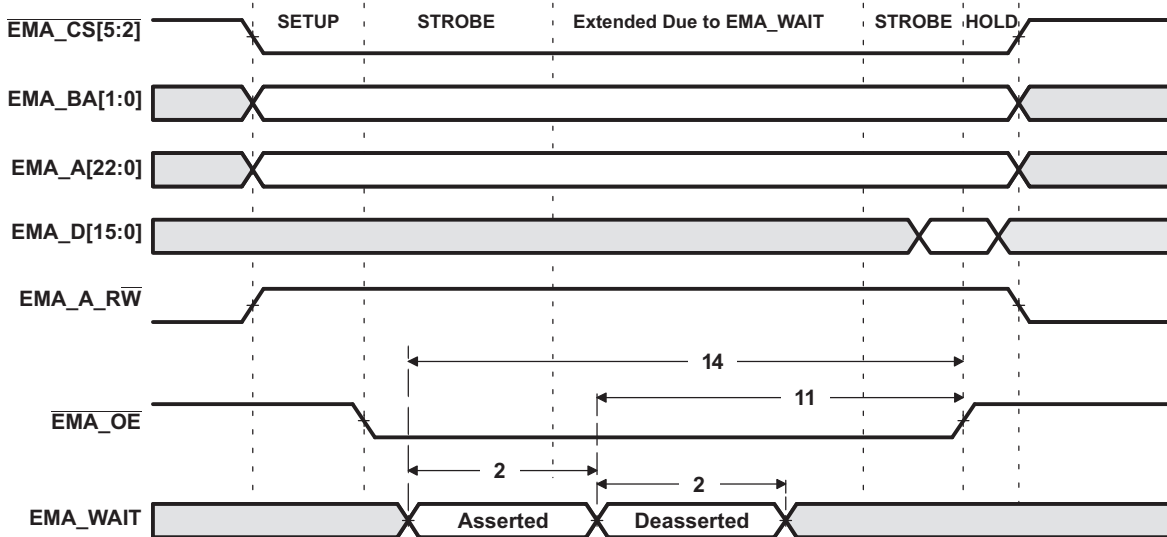 SETUP STROBE Extended Due to EMA_WAIT STROBE HOLD
EMA_CS[5:2]
EMA_BA[1:0]
EMA_A[22:0]
EMA_D[15:0]
EMA_A_RW
14
11
EMA_OE
2
2
EMA_WAIT Asserted Deasserted